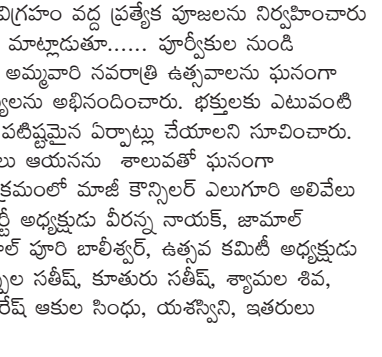 విగ్రహం వద్ద ప్రత్యేక పూజలను నిర్వహించారు
మాట్లాడుతూ...... పూర్వీకుల నుండి
అమ్మవారి నవరాత్రి ఉత్సవాలను ఘనంగా
్యలను అభినందించారు. భక్తులకు ఎటువంటి
పటిష్టమైన ఏర్పాట్లు చేయాలని సూచించారు.
లు ఆయనను శాలువతో ఘనంగా
క్రమంలో మాజీ కౌన్సిలర్ ఎలుగూరి అలివేలు
ర్టీ అధ్యక్షుడు వీరన్న నాయక్, జామాల్
ల్ పూరి బాలీశ్వర్, ఉత్సవ కమిటీ అధ్యక్షుడు
ల సతీష్, కూతురు సతీష్, శ్యామల శివ,
రేష్ ఆకుల సింధు, యశస్విని, ఇతరులు